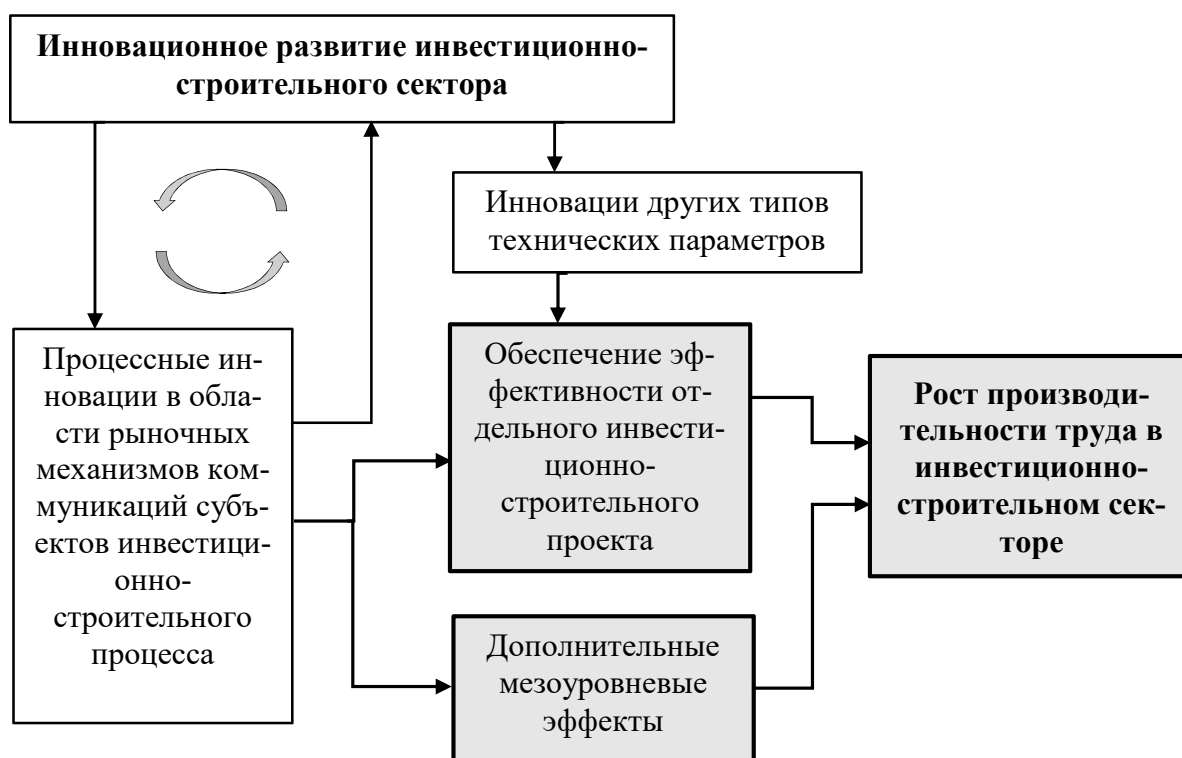 Инновационное развитие инвестиционно-
строительного сектора
Инновации других типов
технических параметров
Процессные ин-
новации в обла-
сти рыночных
механизмов ком-
муникаций субъ-
ектов инвестици-
онно-
строительного
процесса
Обеспечение эф-
фективности от-
дельного инвести-
ционно-
строительного
проекта
Дополнительные
мезоуровневые
эффекты
Рост производи-
тельности труда в
инвестиционно-
строительном сек-
торе